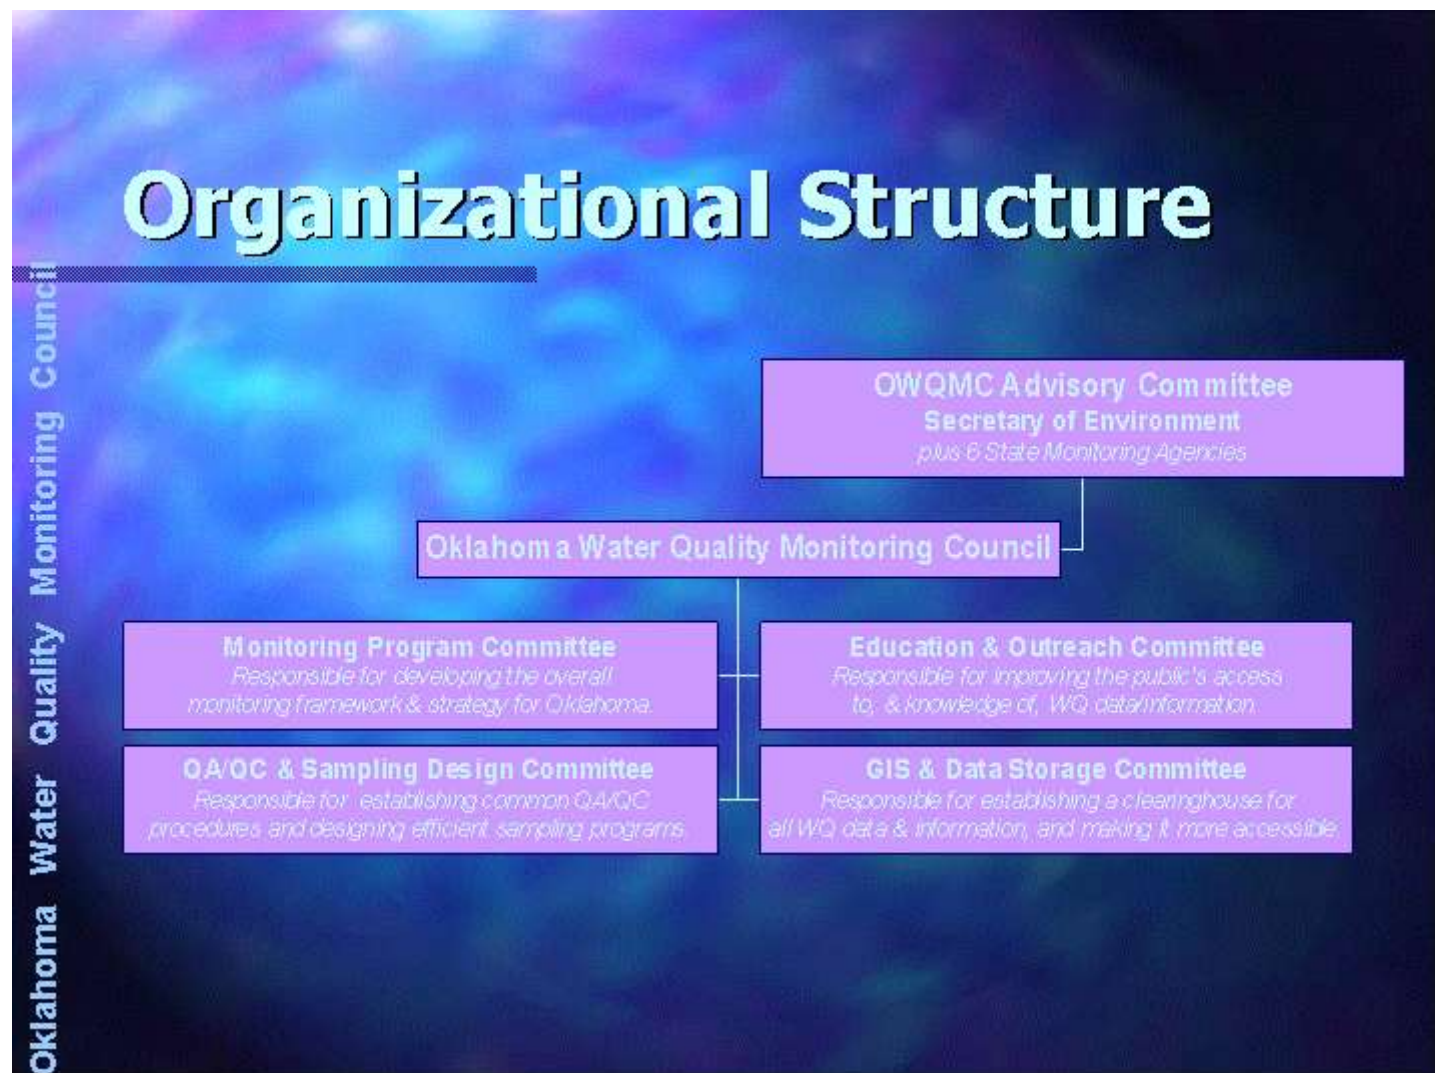 Organizational Structure
Oklahoma Water Quality Monitoring Council
OWQMC Advisory Committee
Secretary of Environment
plus 6 State Monitoring Agencies
Oklahoma Water Quality Monitoring Council
Monitoring Program Committee
Responsible for developing the overall
monitoring framework & strategy for Oklahoma.
Education & Outreach Committee
Responsible for improving the public's access
to, & knowledge of, WQ data/information.
QA/QC & Sampling Design Committee
Responsible for establishing common QA/QC
procedures and designing efficient sampling programs.
GIS & Data Storage Committee
Responsible for establishing a clearinghouse for
all WQ data & information, and making it more accessible.